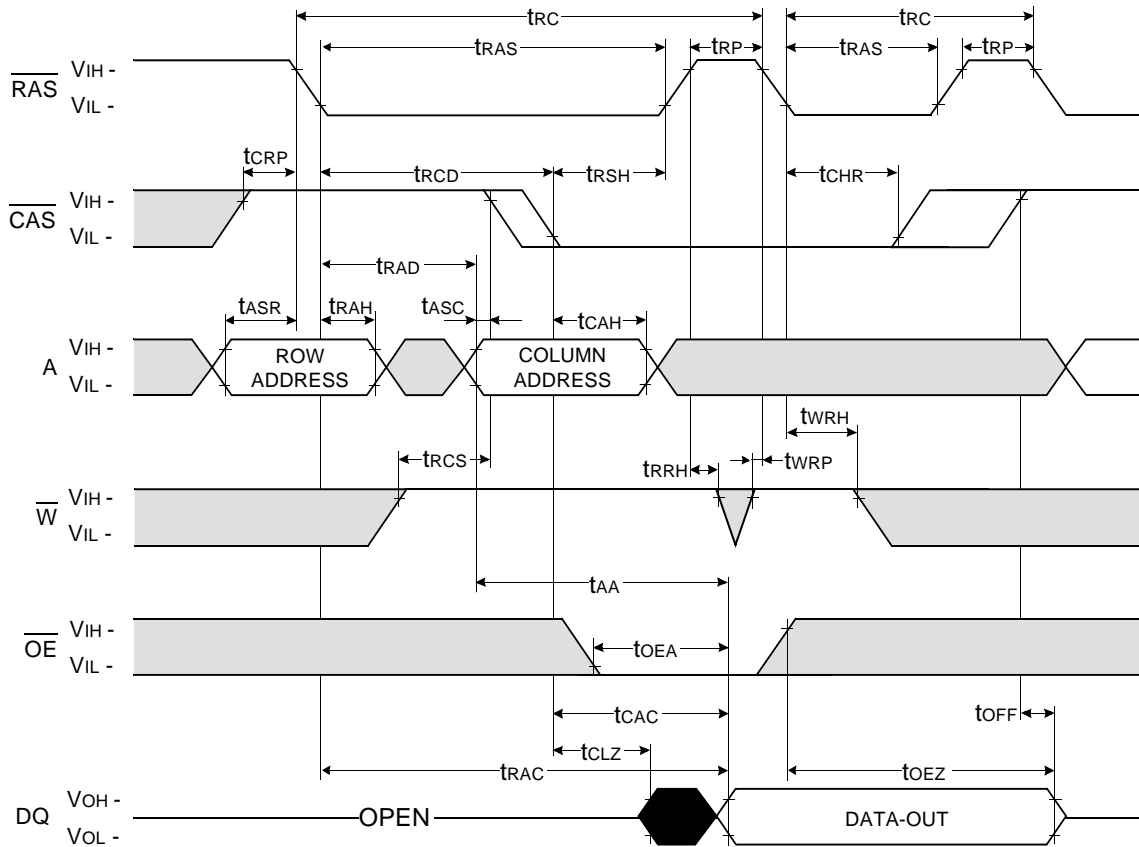 tRC tRC
tRAS tRP tRAS tRP
RAS VIH -
VIL -
tCRP tRCD tRSH tCHR
CAS VIH -
VIL -
tRAD
tASR tRAH tASC tCAH
A VIH -
VIL -
ROW ADDRESS
COLUMN ADDRESS
tWRH
tRCS tRRH tWRP
W VIH -
VIL -
tAA
OE VIH -
VIL -
tOEA
tCAC tOFF
tCLZ
tRAC tOEZ
DQ VOH -
VOL -
OPEN DATA-OUT